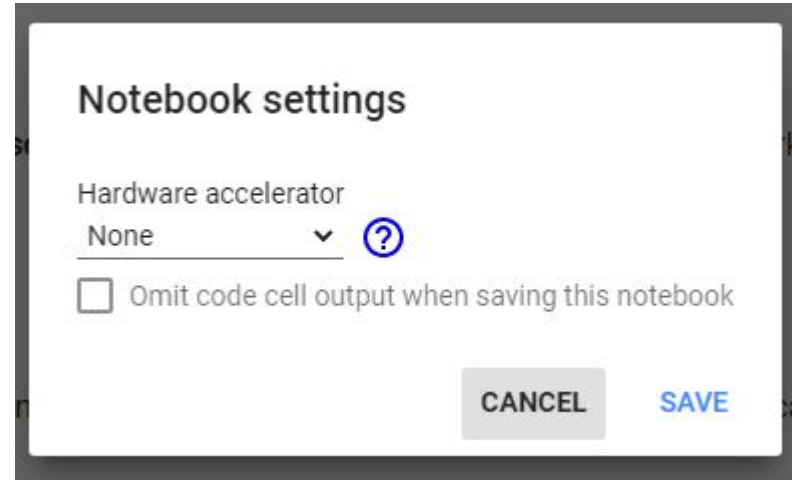 Notebook settings
Hardware accelerator
None
?
Omit code cell output when saving this notebook
CANCEL SAVE